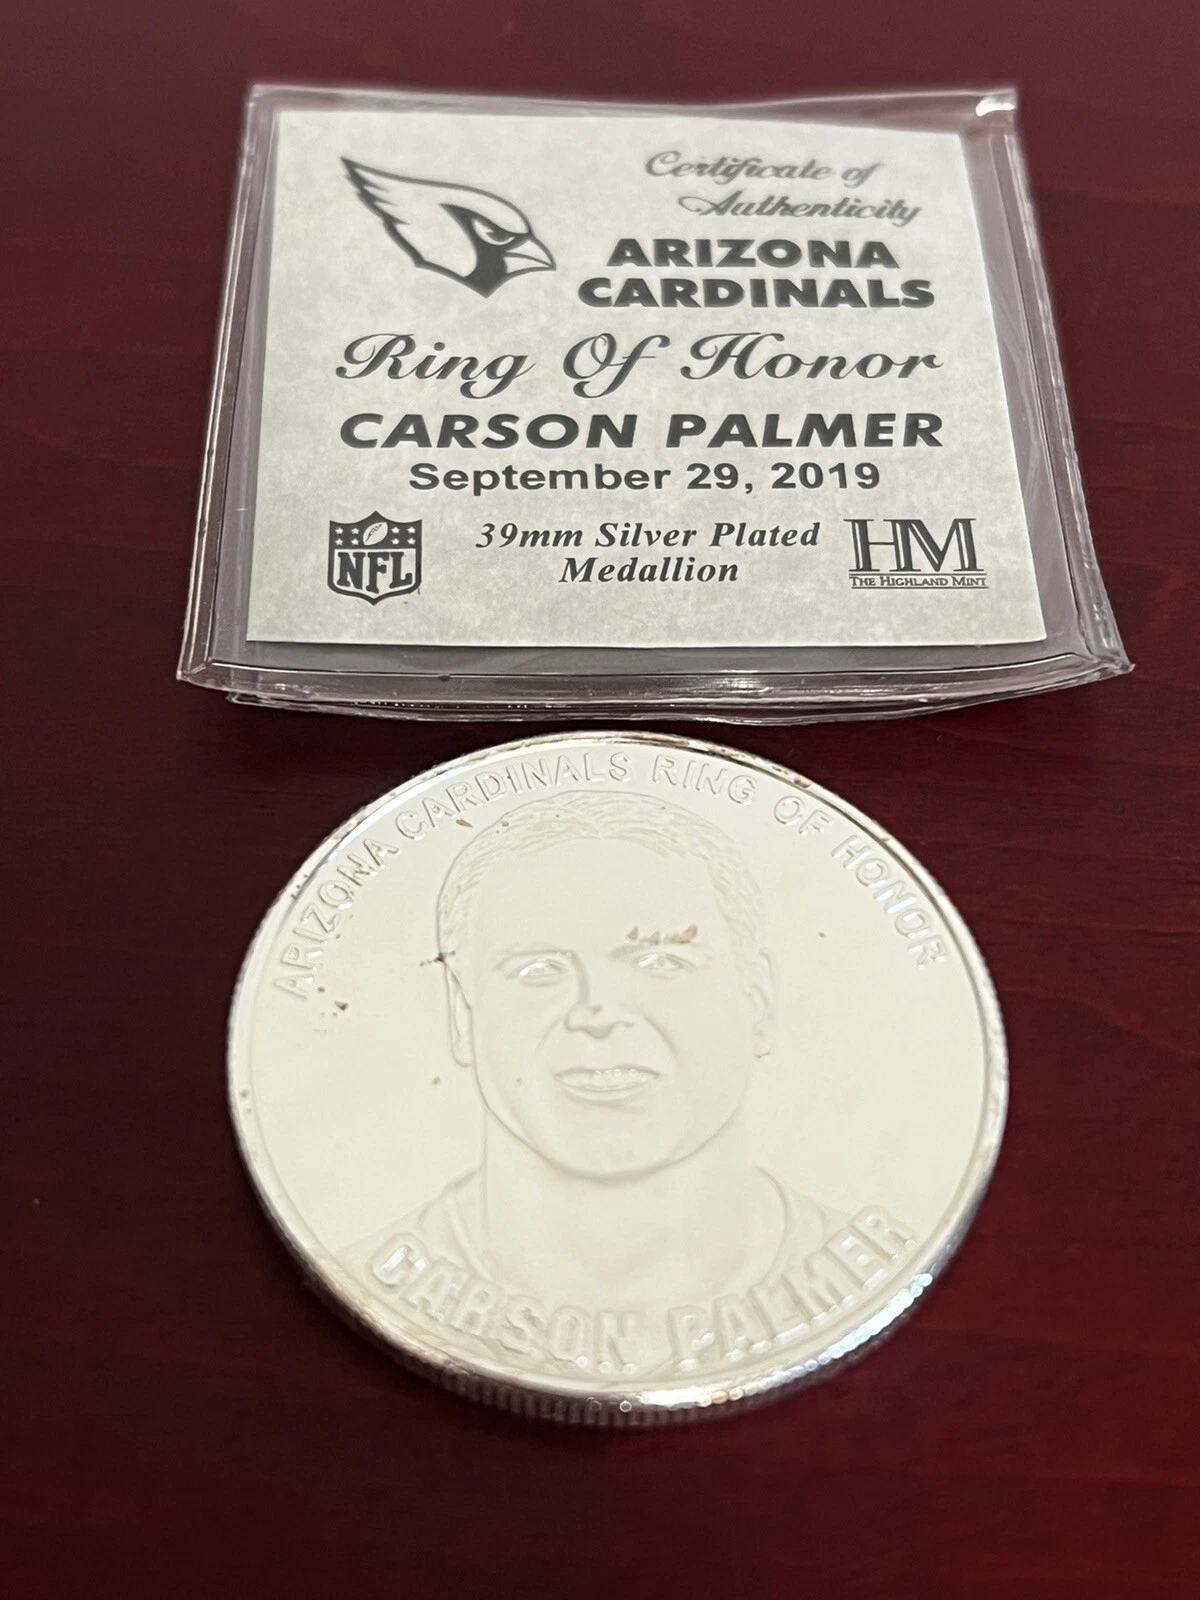 Certificate of
Authenticity
ARIZONA
CARDINALS
Ring Of Honor
CARSON PALMER
September 29, 2019
NFL
39mm Silver Plated
Medallion
HM
THE HIGHLAND MINT
ARIZONA CARDINALS RING OF HONOR
CARSON PALMER